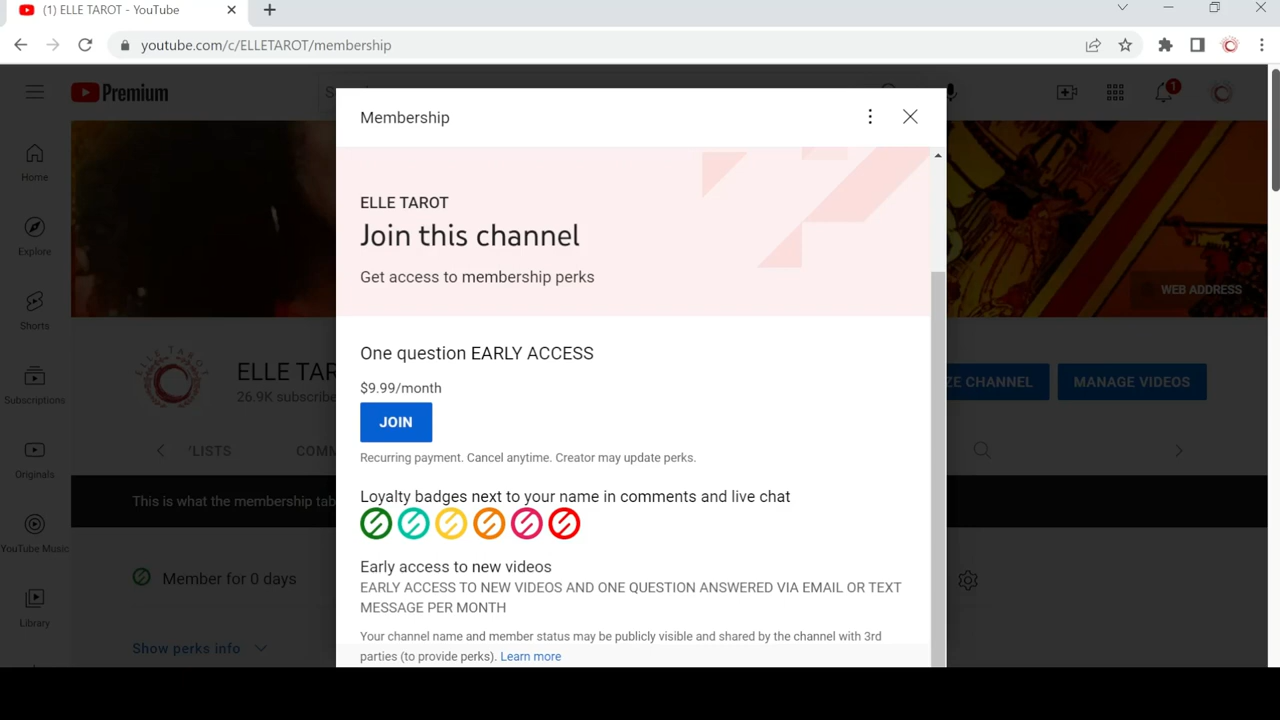 (1) ELLE TAROT - YouTube
youtube.com/c/ELLETAROT/membership
Premium
1
Membership
Home
ELLE TAROT
Join this channel
Explore
Get access to membership perks
WEB ADDRESS
Shorts
One question EARLY ACCESS
ELLE TAROT
ELLE TAR
ZE CHANNEL
MANAGE VIDEOS
$9.99/month
26.9K subscribe
Subscriptions
JOIN
'LISTS
COMM
Recurring payment. Cancel anytime. Creator may update perks.
Originals
Loyalty badges next to your name in comments and live chat
This is what the membership tab
YouTube Music
Early access to new videos
Member for 0 days
EARLY ACCESS TO NEW VIDEOS AND ONE QUESTION ANSWERED VIA EMAIL OR TEXT
MESSAGE PER MONTH
Library
Your channel name and member status may be publicly visible and shared by the channel with 3rd
Show perks info
parties (to provide perks). Learn more